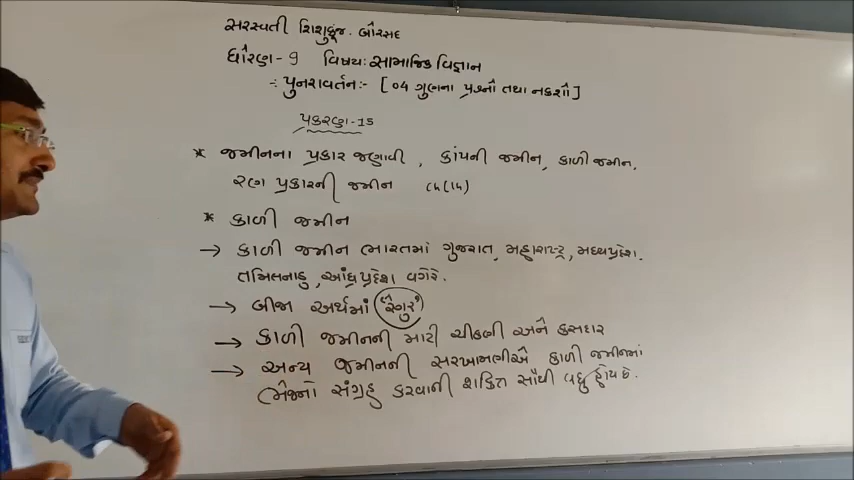 સરસ્વતી શિશુકુંજ. બોરસદ
ધોરણ - 9 વિષય: સામાજિક વિજ્ઞાન
-: પુનરાવર્તન:- [04 ગુણના પ્રશ્નો તથા નકશો]
પ્રકરણ-15
* જમીનના પ્રકાર જણાવી, કાંપની જમીન, કાળી જમીન,
રણ પ્રકારની જમીન
* કાળી જમીન
→ કાળી જમીન ભારતમાં ગુજરાત, મહારાષ્ટ્ર, મધ્યપ્રદેશ.
તમિલનાડુ, આંધ્રપ્રદેશ વગેરે.
→ બીજા અર્થમાં "રેગુર"
→ કાળી જમીનની માટી ચીકણી અને કસદાર
→ અન્ય જમીનની સરખામણીએ કાળી જમીનમાં
ભેજનો સંગ્રહ કરવાની શક્તિ સૌથી વધુ હોય છે.